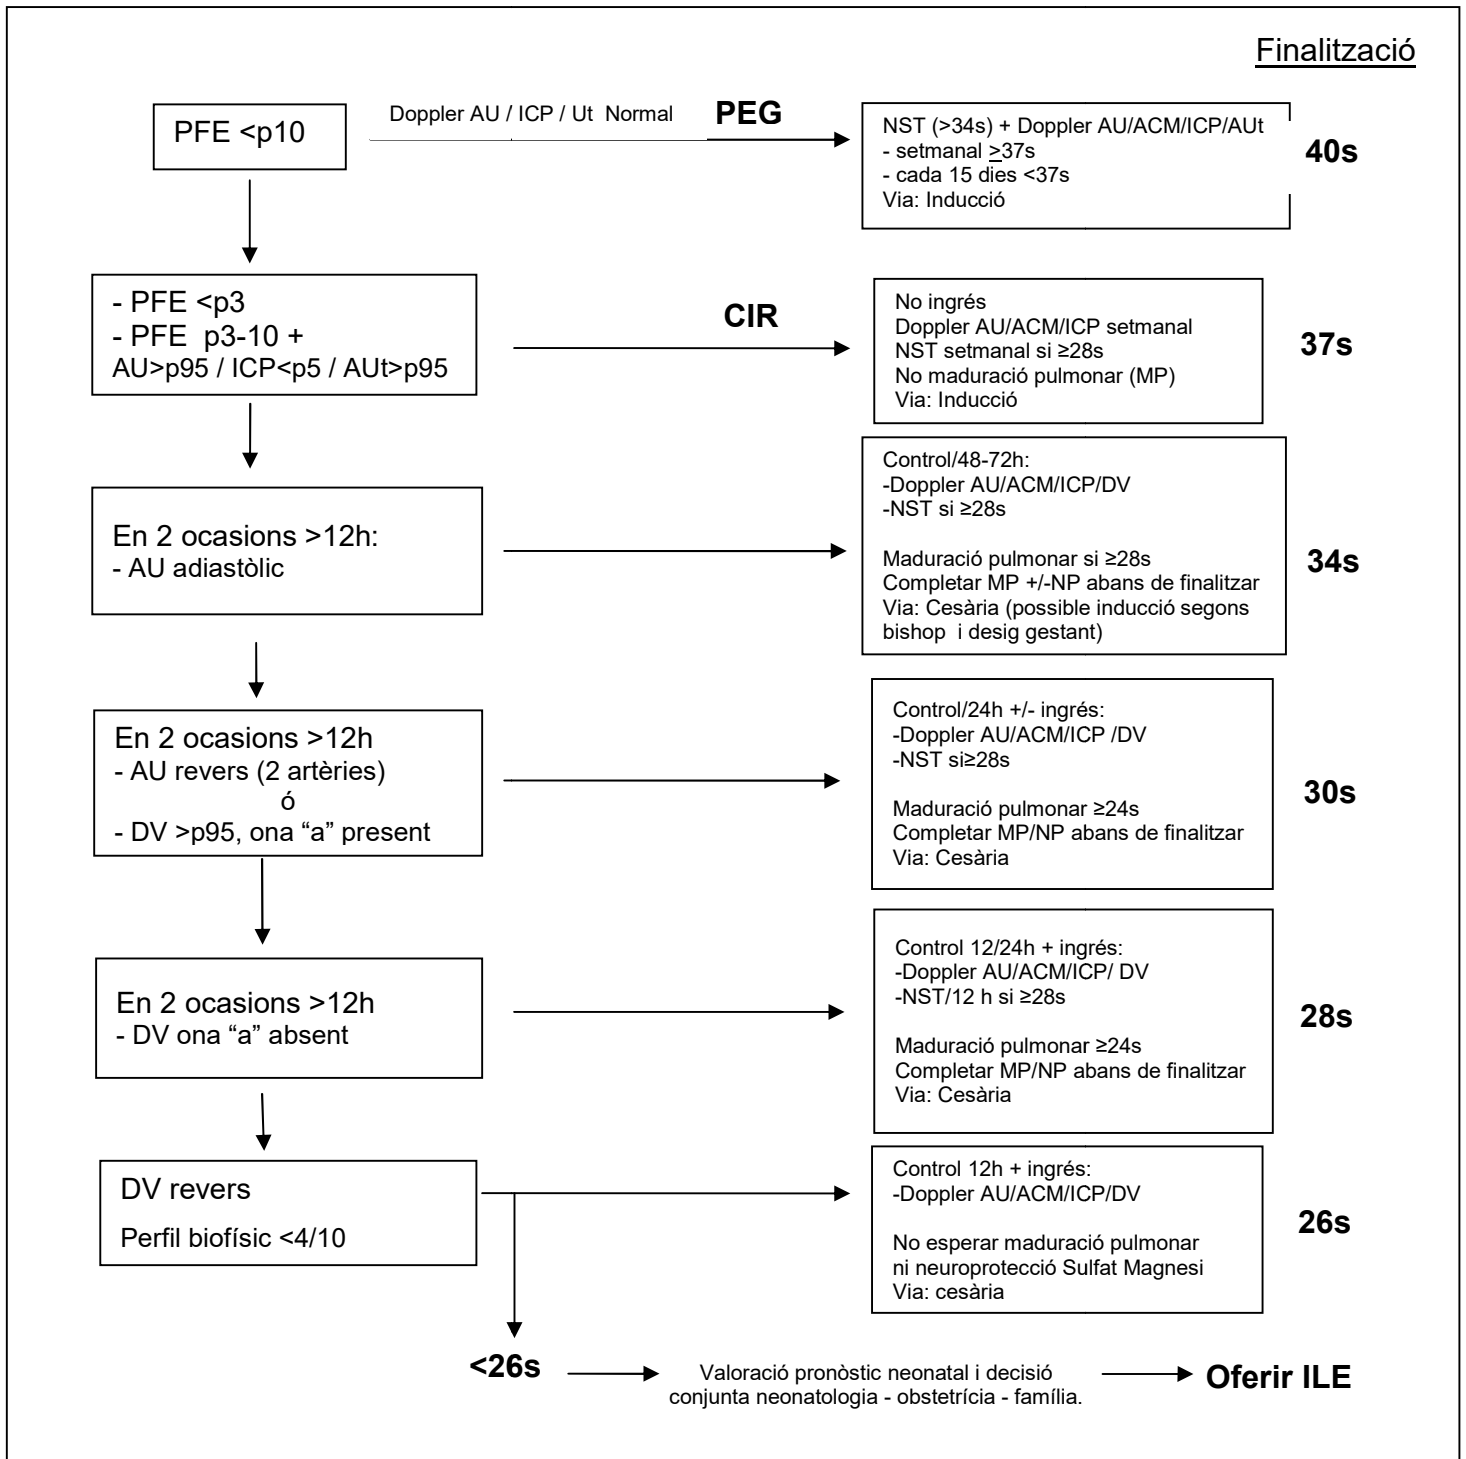 Finalització
PFE <p10
Doppler AU / ICP / Ut  Normal
PEG
NST (>34s) + Doppler AU/ACM/ICP/AUt
- setmanal ≥37s
- cada 15 dies <37s
Via: Inducció
40s
- PFE <p3
- PFE  p3-10 +
AU>p95 / ICP<p5 / AUt>p95
CIR
No ingrés
Doppler AU/ACM/ICP setmanal
NST setmanal si ≥28s
No maduració pulmonar (MP)
Via: Inducció
37s
En 2 ocasions >12h:
- AU adiastòlic
Control/48-72h:
-Doppler AU/ACM/ICP/DV
-NST si ≥28s
Maduració pulmonar si ≥28s
Completar MP +/-NP abans de finalitzar
Via: Cesària (possible inducció segons
bishop  i desig gestant)
34s
En 2 ocasions >12h
- AU revers (2 artèries)
ó
- DV >p95, ona “a” present
Control/24h +/- ingrés:
-Doppler AU/ACM/ICP /DV
-NST si≥28s
Maduració pulmonar ≥24s
Completar MP/NP abans de finalitzar
Via: Cesària
30s
En 2 ocasions >12h
- DV ona “a” absent
Control 12/24h + ingrés:
-Doppler AU/ACM/ICP/ DV
-NST/12 h si ≥28s
Maduració pulmonar ≥24s
Completar MP/NP abans de finalitzar
Via: Cesària
28s
DV revers
Perfil biofísic <4/10
Control 12h + ingrés:
-Doppler AU/ACM/ICP/DV
No esperar maduració pulmonar
ni neuroprotecció Sulfat Magnesi
Via: cesària
26s
<26s
Valoració pronòstic neonatal i decisió
conjunta neonatologia - obstetrícia - família.
Oferir ILE